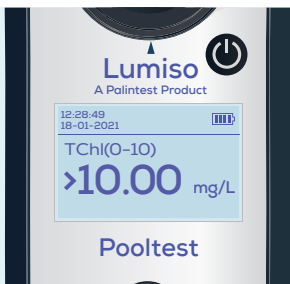 Lumiso
A Palintest Product
12:28:49
18-01-2021
TChl(0-10)
>10.00 mg/L
Pooltest